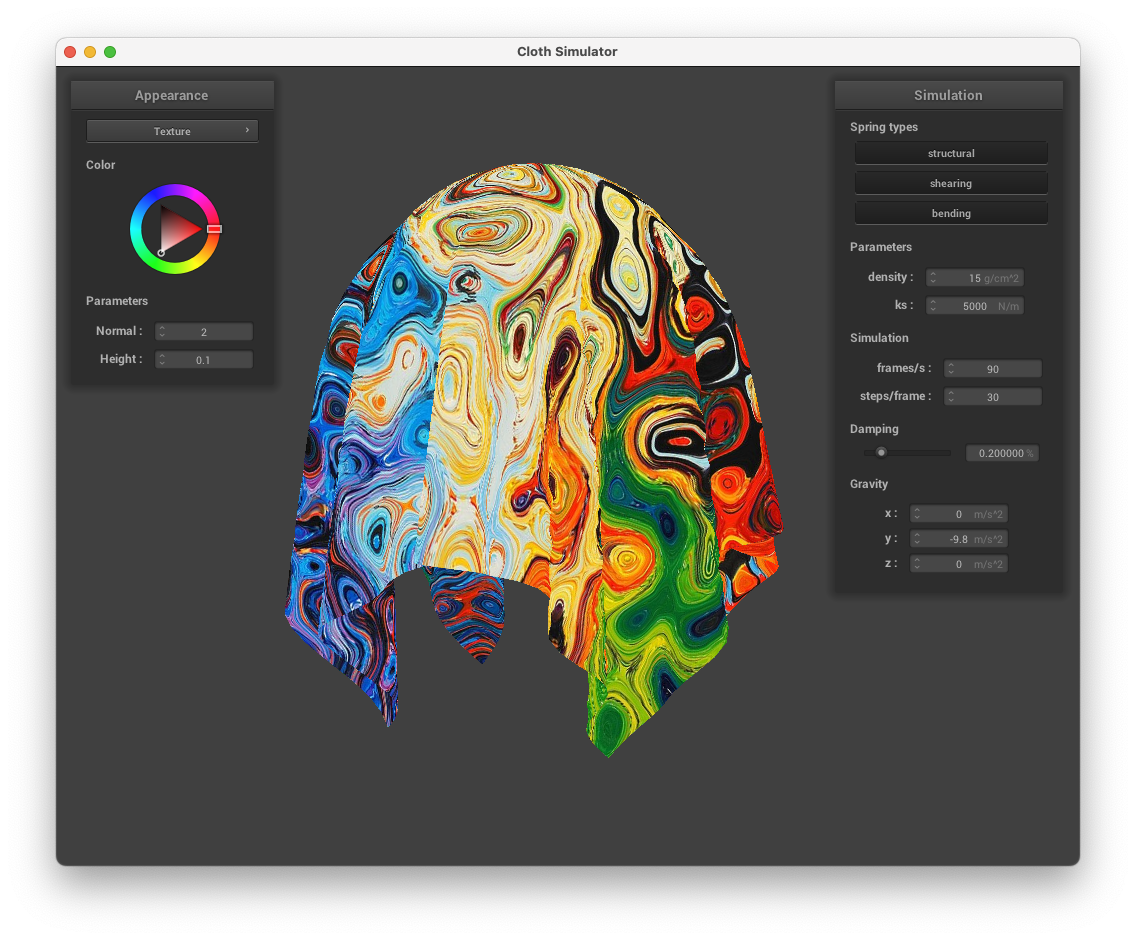 Cloth Simulator
Appearance
Texture ›
Color
Parameters
Normal : 2
Height : 0.1
Simulation
Spring types
structural
shearing
bending
Parameters
density : 15 g/cm^2
ks : 5000 N/m
Simulation
frames/s : 90
steps/frame : 30
Damping
0.200000 %
Gravity
x : 0 m/s^2
y : -9.8 m/s^2
z : 0 m/s^2